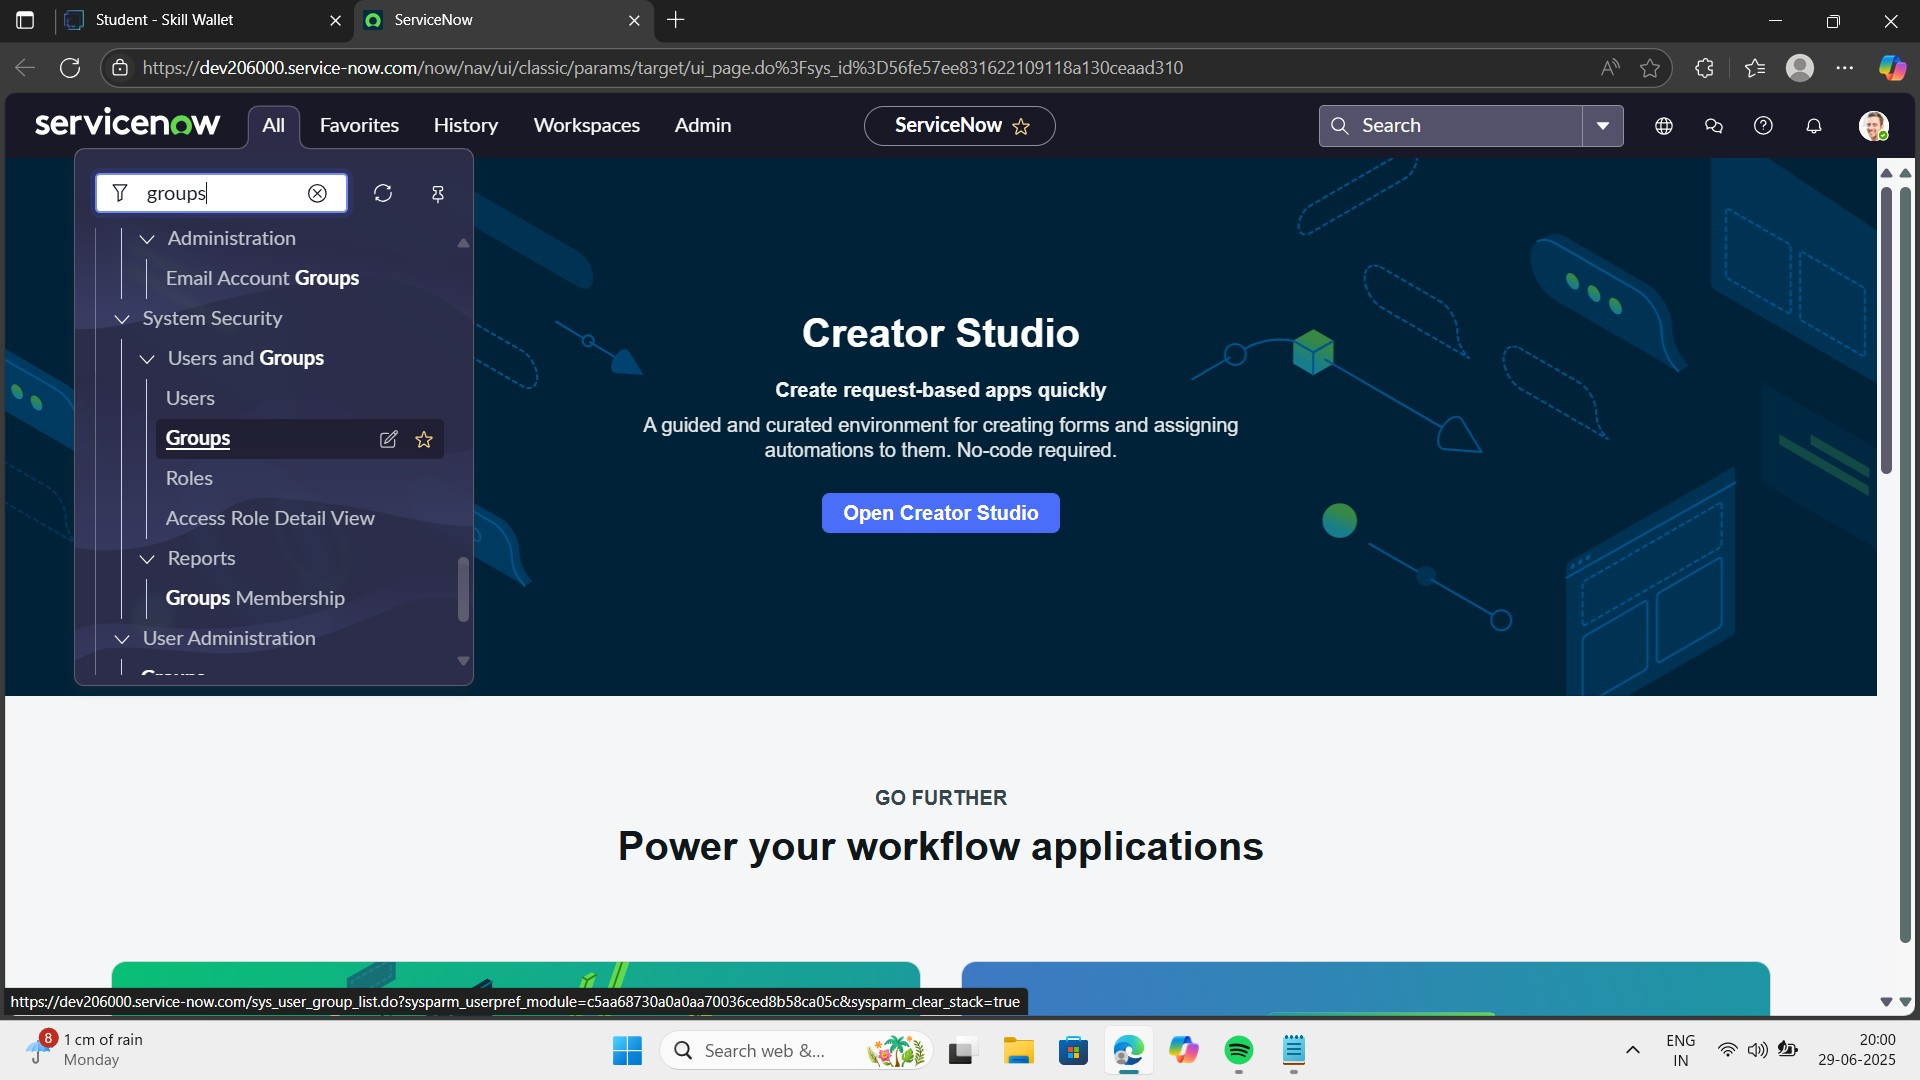 Student - Skill Wallet
ServiceNow
https://dev206000.service-now.com/now/nav/ui/classic/params/target/ui_page.do%3Fsys_id%3D56fe57ee831622109118a130ceaad310
servicenow
All
Favorites
History
Workspaces
Admin
ServiceNow
Search
groups
Administration
Email Account Groups
System Security
Users and Groups
Users
Groups
Roles
Access Role Detail View
Reports
Groups Membership
User Administration
Groups
Creator Studio
Create request-based apps quickly
A guided and curated environment for creating forms and assigning
automations to them. No-code required.
Open Creator Studio
GO FURTHER
Power your workflow applications
https://dev206000.service-now.com/sys_user_group_list.do?sysparm_userpref_module=c5aa68730a0a0aa70036ced8b58ca05c&sysparm_clear_stack=true
8
1 cm of rain
Monday
Search web &...
ENG
IN
20:00
29-06-2025